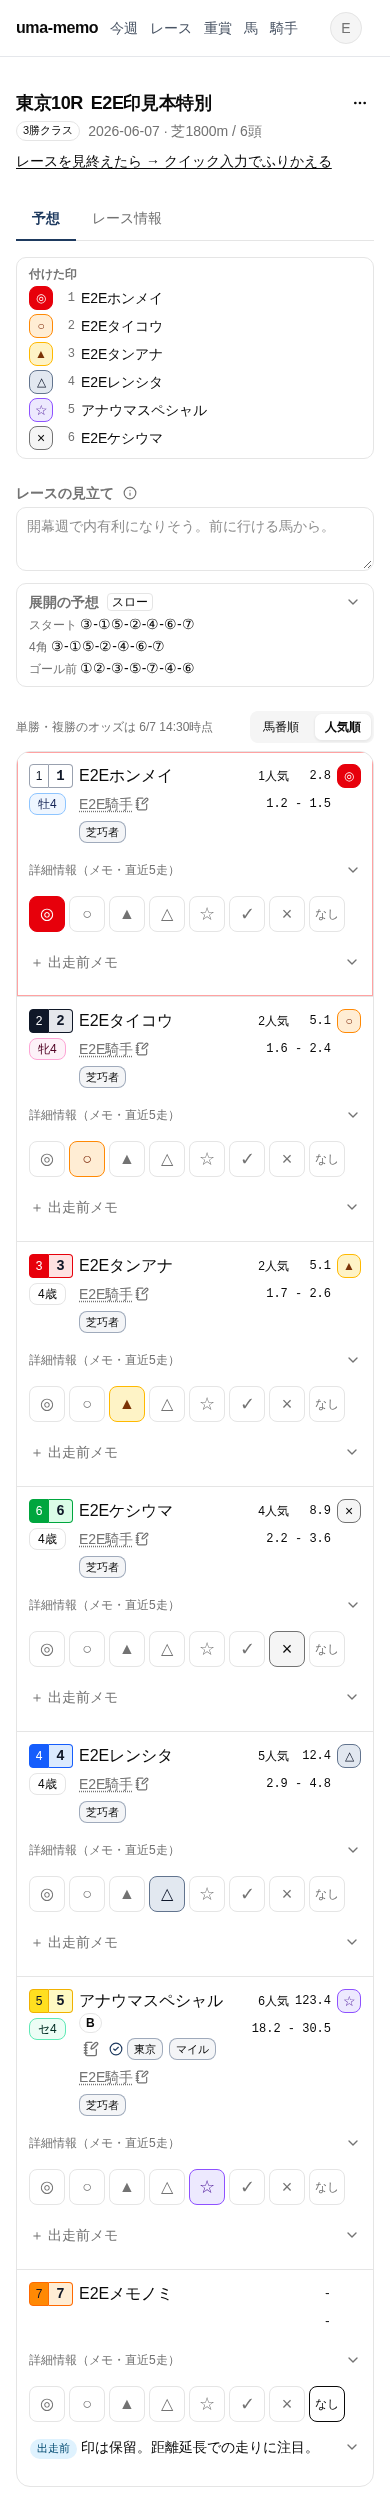 uma-memo 今週 レース 重賞 馬 騎手 E
東京10R E2E印見本特別 ···
3勝クラス 2026-06-07 · 芝1800m / 6頭
レースを見終えたら → クイック入力でふりかえる
予想 レース情報
付けた印
◎ 1 E2Eホンメイ
○ 2 E2Eタイコウ
▲ 3 E2Eタンアナ
△ 4 E2Eレンシタ
☆ 5 アナウマスペシャル
× 6 E2Eケシウマ
レースの見立て
開幕週で内有利になりそう。前に行ける馬から。
展開の予想 スロー
スタート ③-①⑤-②-④-⑥-⑦
4角 ③-①⑤-②-④-⑥-⑦
ゴール前 ①②-③-⑤-⑦-④-⑥
単勝・複勝のオッズは 6/7 14:30時点 馬番順 人気順
1 1 E2Eホンメイ 1人気 2.8 ◎
牡4 E2E騎手 1.2 - 1.5
芝巧者
詳細情報（メモ・直近5走）
◎ ○ ▲ △ ☆ ✓ × なし
＋ 出走前メモ
2 2 E2Eタイコウ 2人気 5.1 ○
牝4 E2E騎手 1.6 - 2.4
芝巧者
詳細情報（メモ・直近5走）
◎ ○ ▲ △ ☆ ✓ × なし
＋ 出走前メモ
3 3 E2Eタンアナ 2人気 5.1 ▲
4歳 E2E騎手 1.7 - 2.6
芝巧者
詳細情報（メモ・直近5走）
◎ ○ ▲ △ ☆ ✓ × なし
＋ 出走前メモ
6 6 E2Eケシウマ 4人気 8.9 ×
4歳 E2E騎手 2.2 - 3.6
芝巧者
詳細情報（メモ・直近5走）
◎ ○ ▲ △ ☆ ✓ × なし
＋ 出走前メモ
4 4 E2Eレンシタ 5人気 12.4 △
4歳 E2E騎手 2.9 - 4.8
芝巧者
詳細情報（メモ・直近5走）
◎ ○ ▲ △ ☆ ✓ × なし
＋ 出走前メモ
5 5 アナウマスペシャル 6人気 123.4 ☆
セ4 B 18.2 - 30.5
東京 マイル
E2E騎手
芝巧者
詳細情報（メモ・直近5走）
◎ ○ ▲ △ ☆ ✓ × なし
＋ 出走前メモ
7 7 E2Eメモノミ -
-
詳細情報（メモ・直近5走）
◎ ○ ▲ △ ☆ ✓ × なし
出走前 印は保留。距離延長での走りに注目。